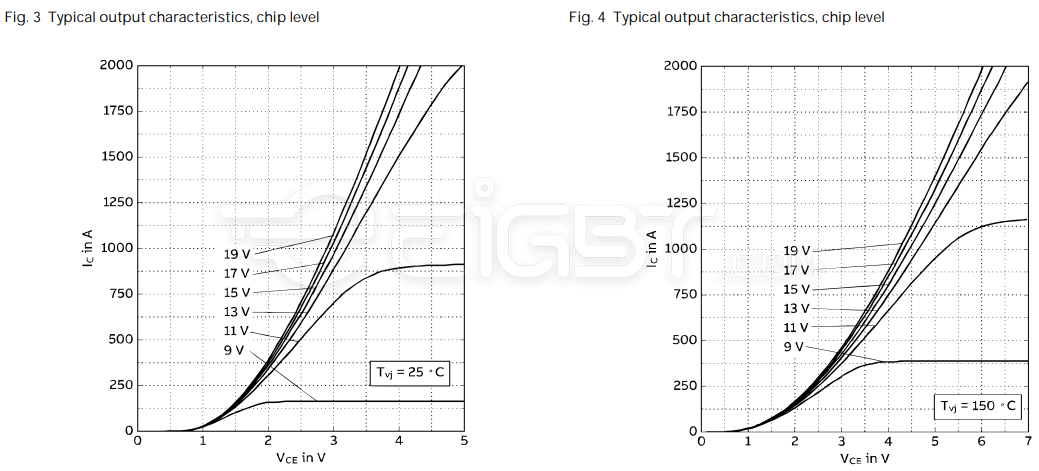 Fig. 3 Typical output characteristics, chip level
2000
1750
1500
1250
1000
750
500
250
0
IC in A
19 V
17 V
15 V
13 V
11 V
9 V
Tvj = 25 °C
0 1 2 3 4 5
VCE in V
Fig. 4 Typical output characteristics, chip level
2000
1750
1500
1250
1000
750
500
250
0
IC in A
19 V
17 V
15 V
13 V
11 V
9 V
Tvj = 150 °C
0 1 2 3 4 5 6 7
VCE in V